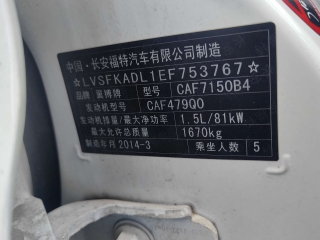 中国·长安福特汽车有限公司制造
☆LVSFKADL1EF753767☆
品牌 翼搏牌 型号 CAF7150B4
发动机型号 CAF479Q0
发动机排量/最大净功率 1.5L/81kW
最大允许总质量 1670kg
制造年月 2014-3 乘坐人数 5